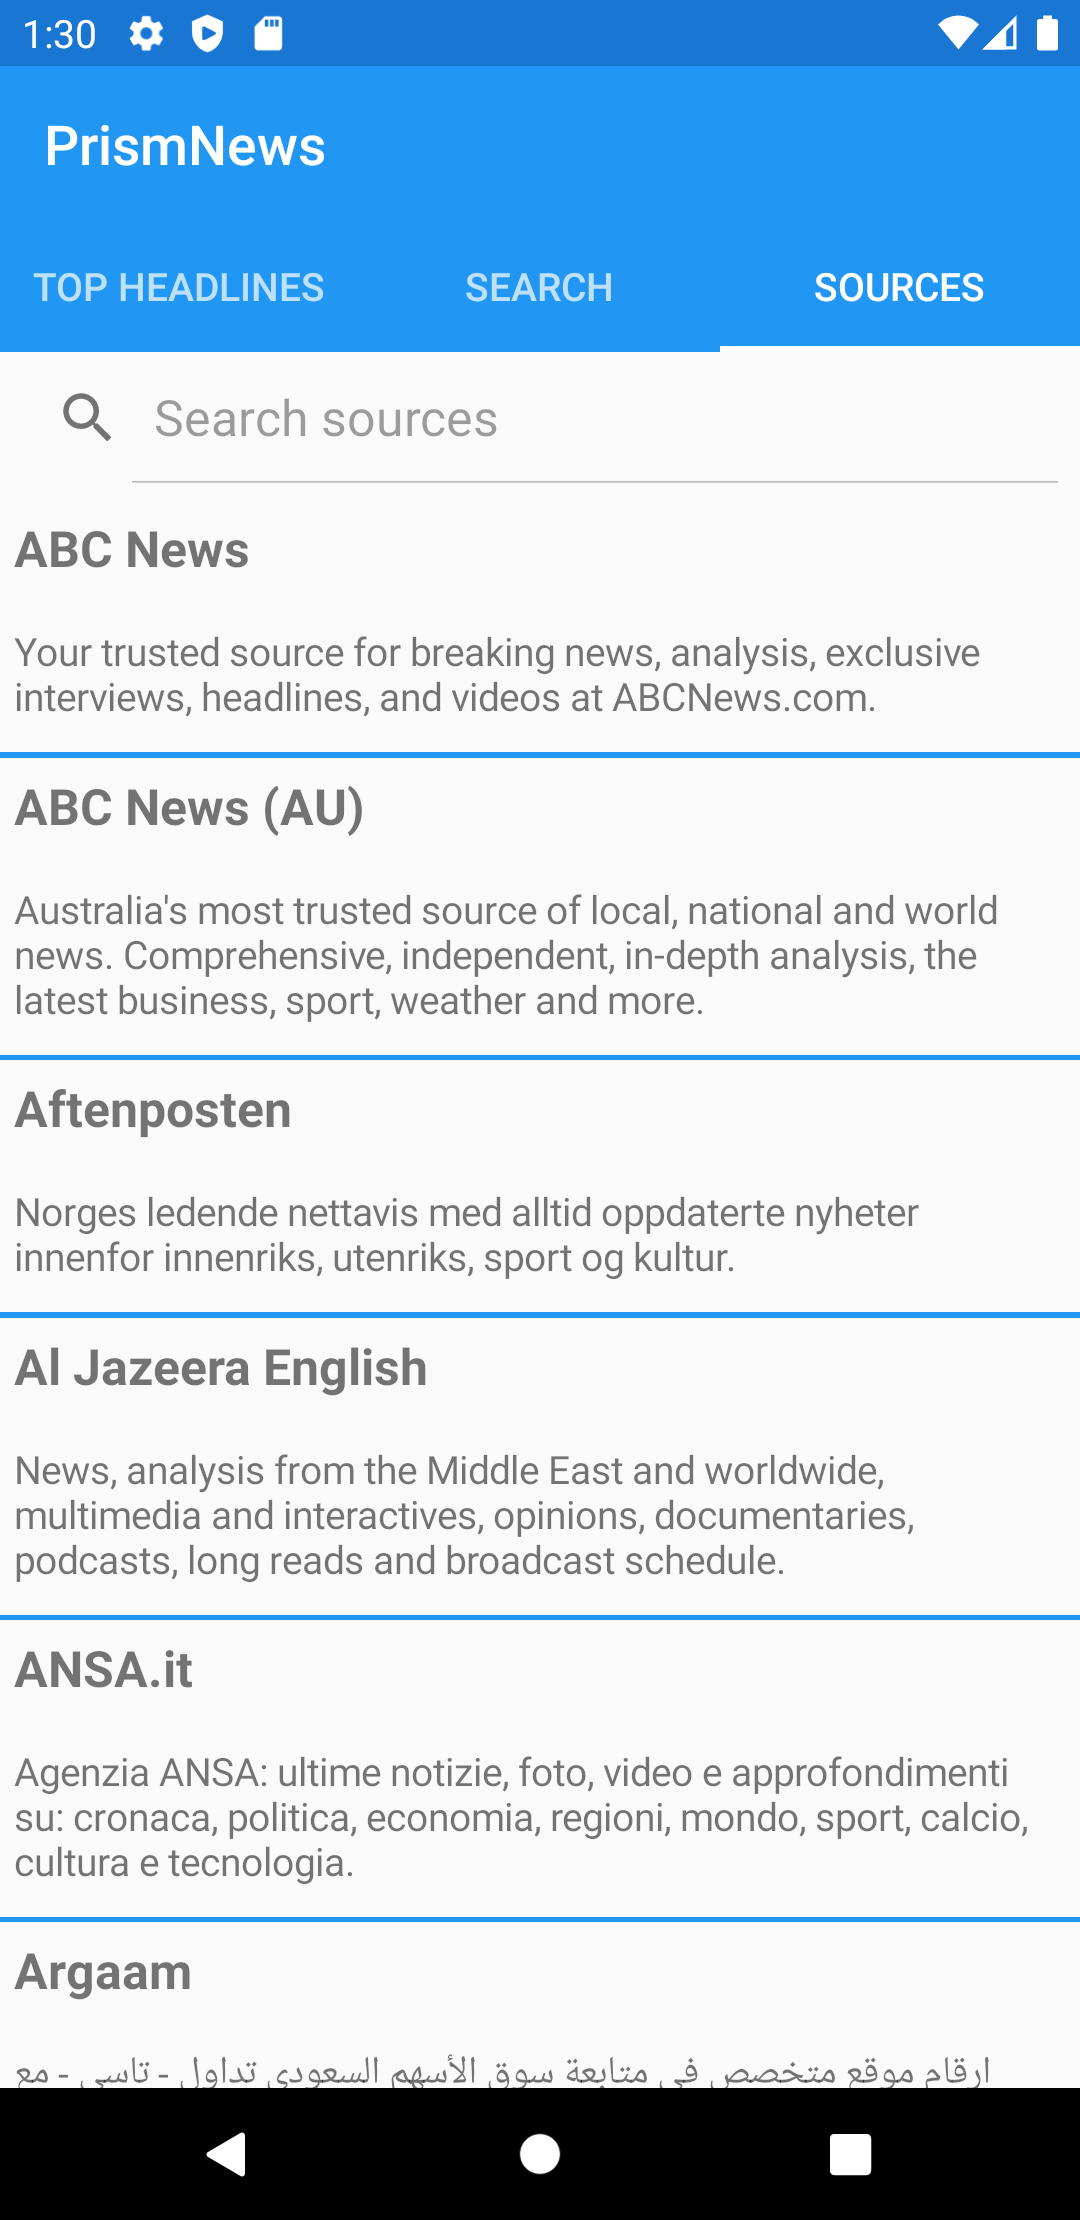 1:30
PrismNews
TOP HEADLINES
SEARCH
SOURCES
Search sources
ABC News
Your trusted source for breaking news, analysis, exclusive
interviews, headlines, and videos at ABCNews.com.
ABC News (AU)
Australia's most trusted source of local, national and world
news. Comprehensive, independent, in-depth analysis, the
latest business, sport, weather and more.
Aftenposten
Norges ledende nettavis med alltid oppdaterte nyheter
innenfor innenriks, utenriks, sport og kultur.
Al Jazeera English
News, analysis from the Middle East and worldwide,
multimedia and interactives, opinions, documentaries,
podcasts, long reads and broadcast schedule.
ANSA.it
Agenzia ANSA: ultime notizie, foto, video e approfondimenti
su: cronaca, politica, economia, regioni, mondo, sport, calcio,
cultura e tecnologia.
Argaam
ارقام موقع متخصص في متابعة سوق الأسهم السعودي تداول - تاسي - مع